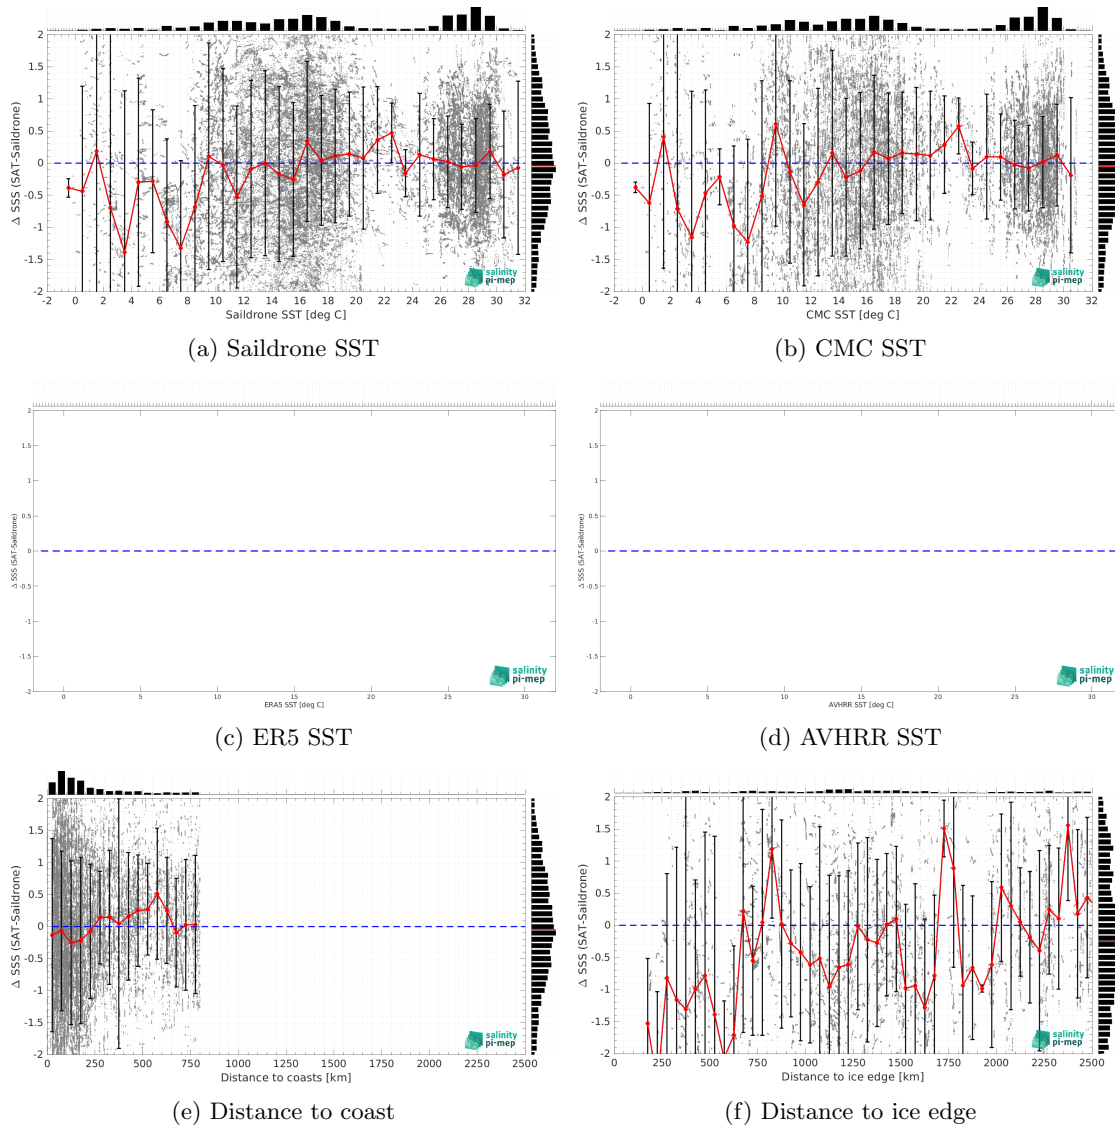 2
1.5
1
0.5
0
-0.5
-1
-1.5
-2
Δ SSS (SAT-Saildrone)
-2 0 2 4 6 8 10 12 14 16 18 20 22 24 26 28 30 32
Saildrone SST [deg C]
salinity
pi-mep
(a) Saildrone SST
2
1.5
1
0.5
0
-0.5
-1
-1.5
-2
Δ SSS (SAT-Saildrone)
-2 0 2 4 6 8 10 12 14 16 18 20 22 24 26 28 30 32
CMC SST [deg C]
salinity
pi-mep
(b) CMC SST
2
1.5
1
0.5
0
-0.5
-1
-1.5
-2
Δ SSS (SAT-Saildrone)
0 5 10 15 20 25 30
ERA5 SST [deg C]
salinity
pi-mep
(c) ER5 SST
2
1.5
1
0.5
0
-0.5
-1
-1.5
-2
Δ SSS (SAT-Saildrone)
0 5 10 15 20 25 30
AVHRR SST [deg C]
salinity
pi-mep
(d) AVHRR SST
2
1.5
1
0.5
0
-0.5
-1
-1.5
-2
Δ SSS (SAT-Saildrone)
0 250 500 750 1000 1250 1500 1750 2000 2250 2500
Distance to coasts [km]
salinity
pi-mep
(e) Distance to coast
2
1.5
1
0.5
0
-0.5
-1
-1.5
-2
Δ SSS (SAT-Saildrone)
0 250 500 750 1000 1250 1500 1750 2000 2250 2500
Distance to ice edge [km]
salinity
pi-mep
(f) Distance to ice edge